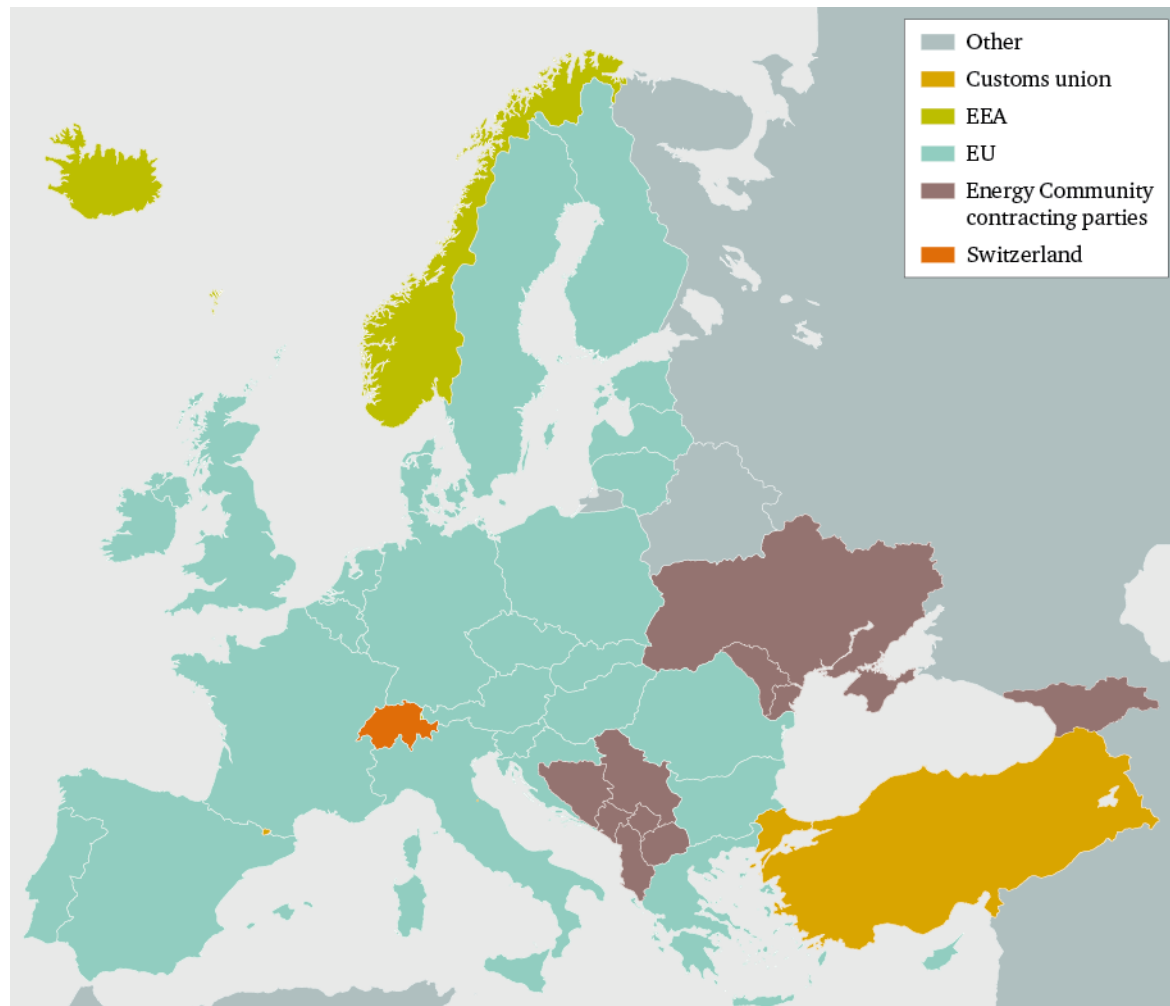 Other
Customs union
EEA
EU
Energy Community
contracting parties
Switzerland